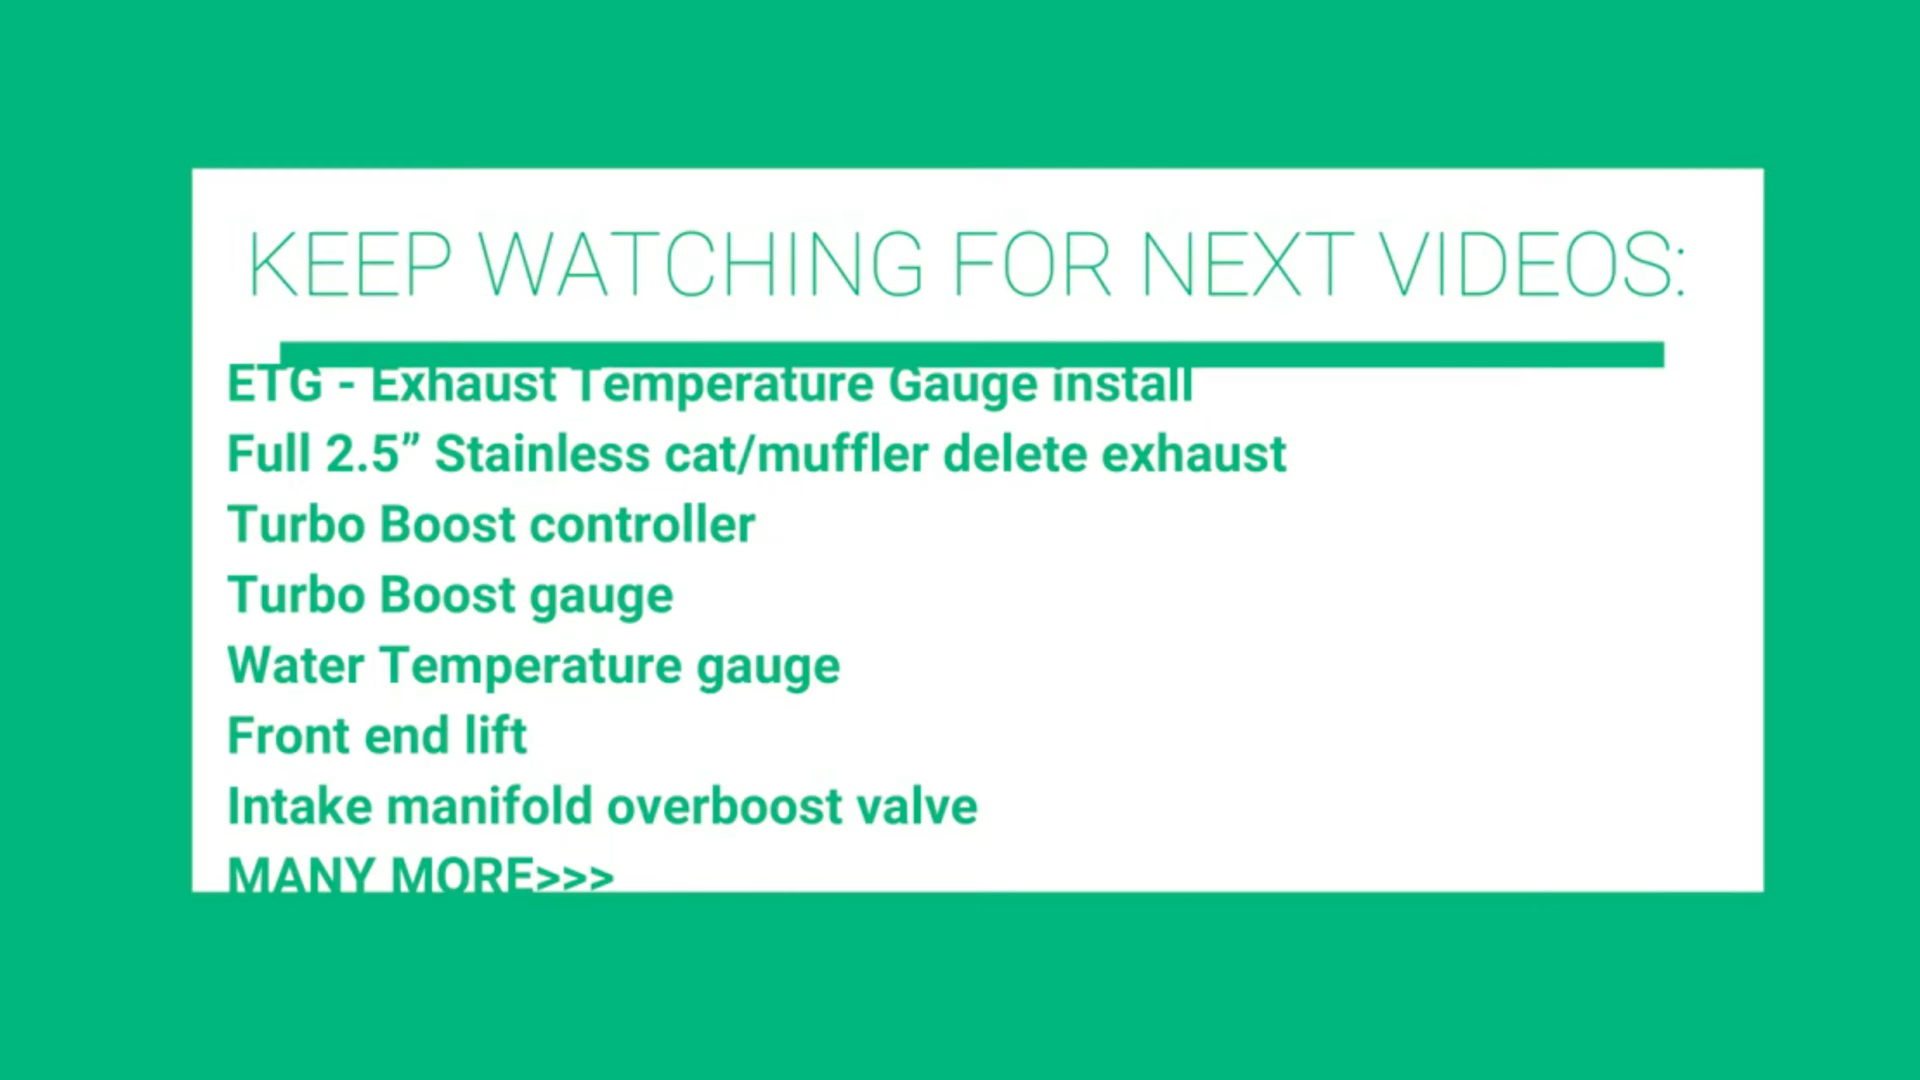 KEEP WATCHING FOR NEXT VIDEOS:
ETG - Exhaust Temperature Gauge install
Full 2.5” Stainless cat/muffler delete exhaust
Turbo Boost controller
Turbo Boost gauge
Water Temperature gauge
Front end lift
Intake manifold overboost valve
MANY MORE>>>